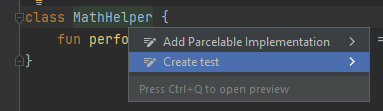 class MathHelper {
fun perfo =
Add Parcelable Implementation
}
Create test
Press Ctrl+Q to open preview